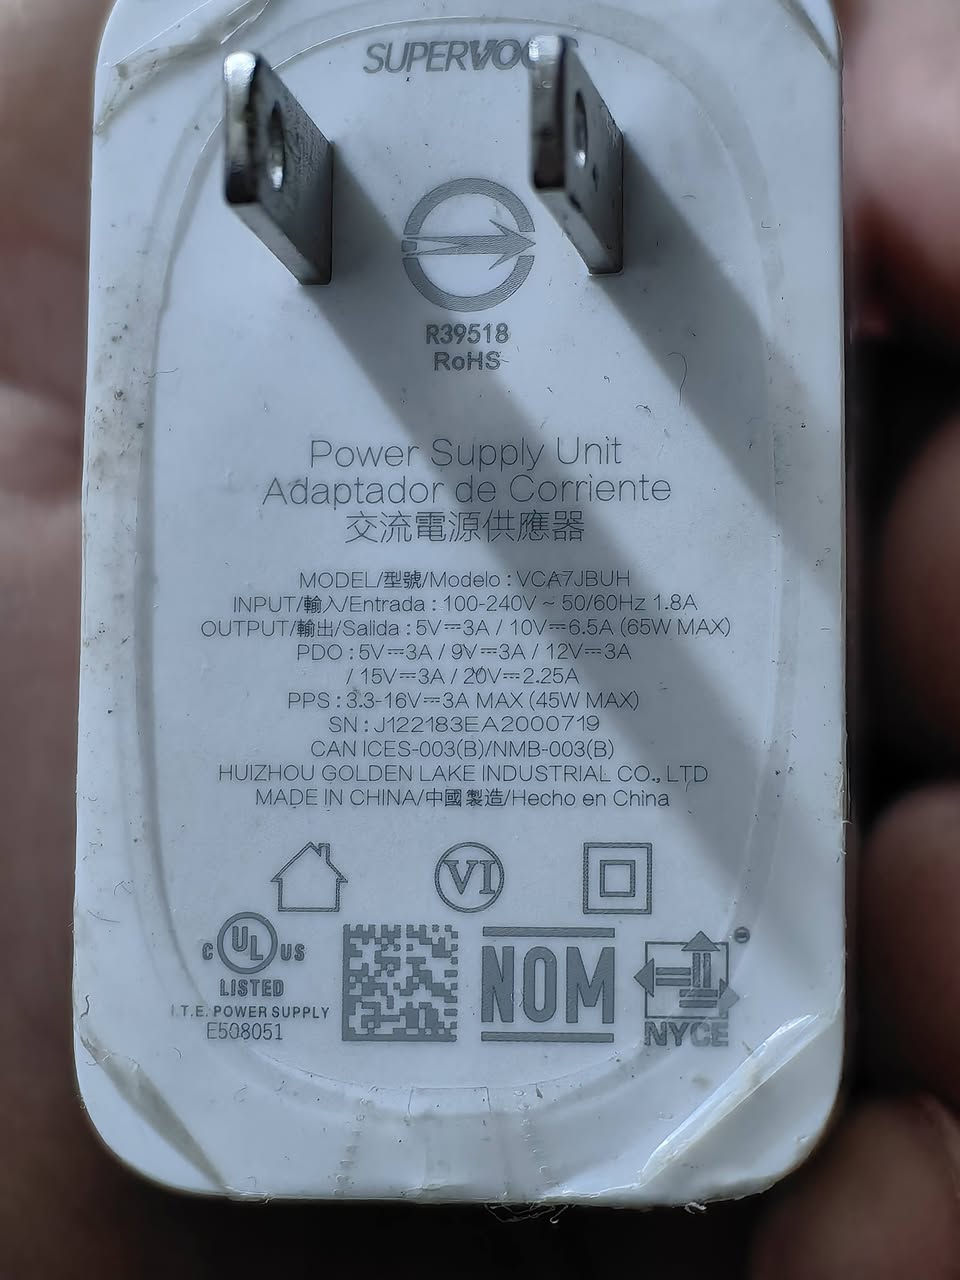 SUPERVOOC
R39518
RoHS
Power Supply Unit
Adaptador de Corriente
交流電源供應器
MODEL/型號/Modelo : VCA7JBUH
INPUT/輸入/Entrada : 100-240V ~ 50/60Hz 1.8A
OUTPUT/輸出/Salida : 5V⎓3A / 10V⎓6.5A (65W MAX)
PDO : 5V⎓3A / 9V⎓3A / 12V⎓3A
/ 15V⎓3A / 20V⎓2.25A
PPS : 3.3-16V⎓3A MAX (45W MAX)
SN : J122183EA2000719
CAN ICES-003(B)/NMB-003(B)
HUIZHOU GOLDEN LAKE INDUSTRIAL CO., LTD
MADE IN CHINA/中國製造/Hecho en China
VI
C UL US
LISTED
I.T.E. POWER SUPPLY
E508051
NOM
NYCE